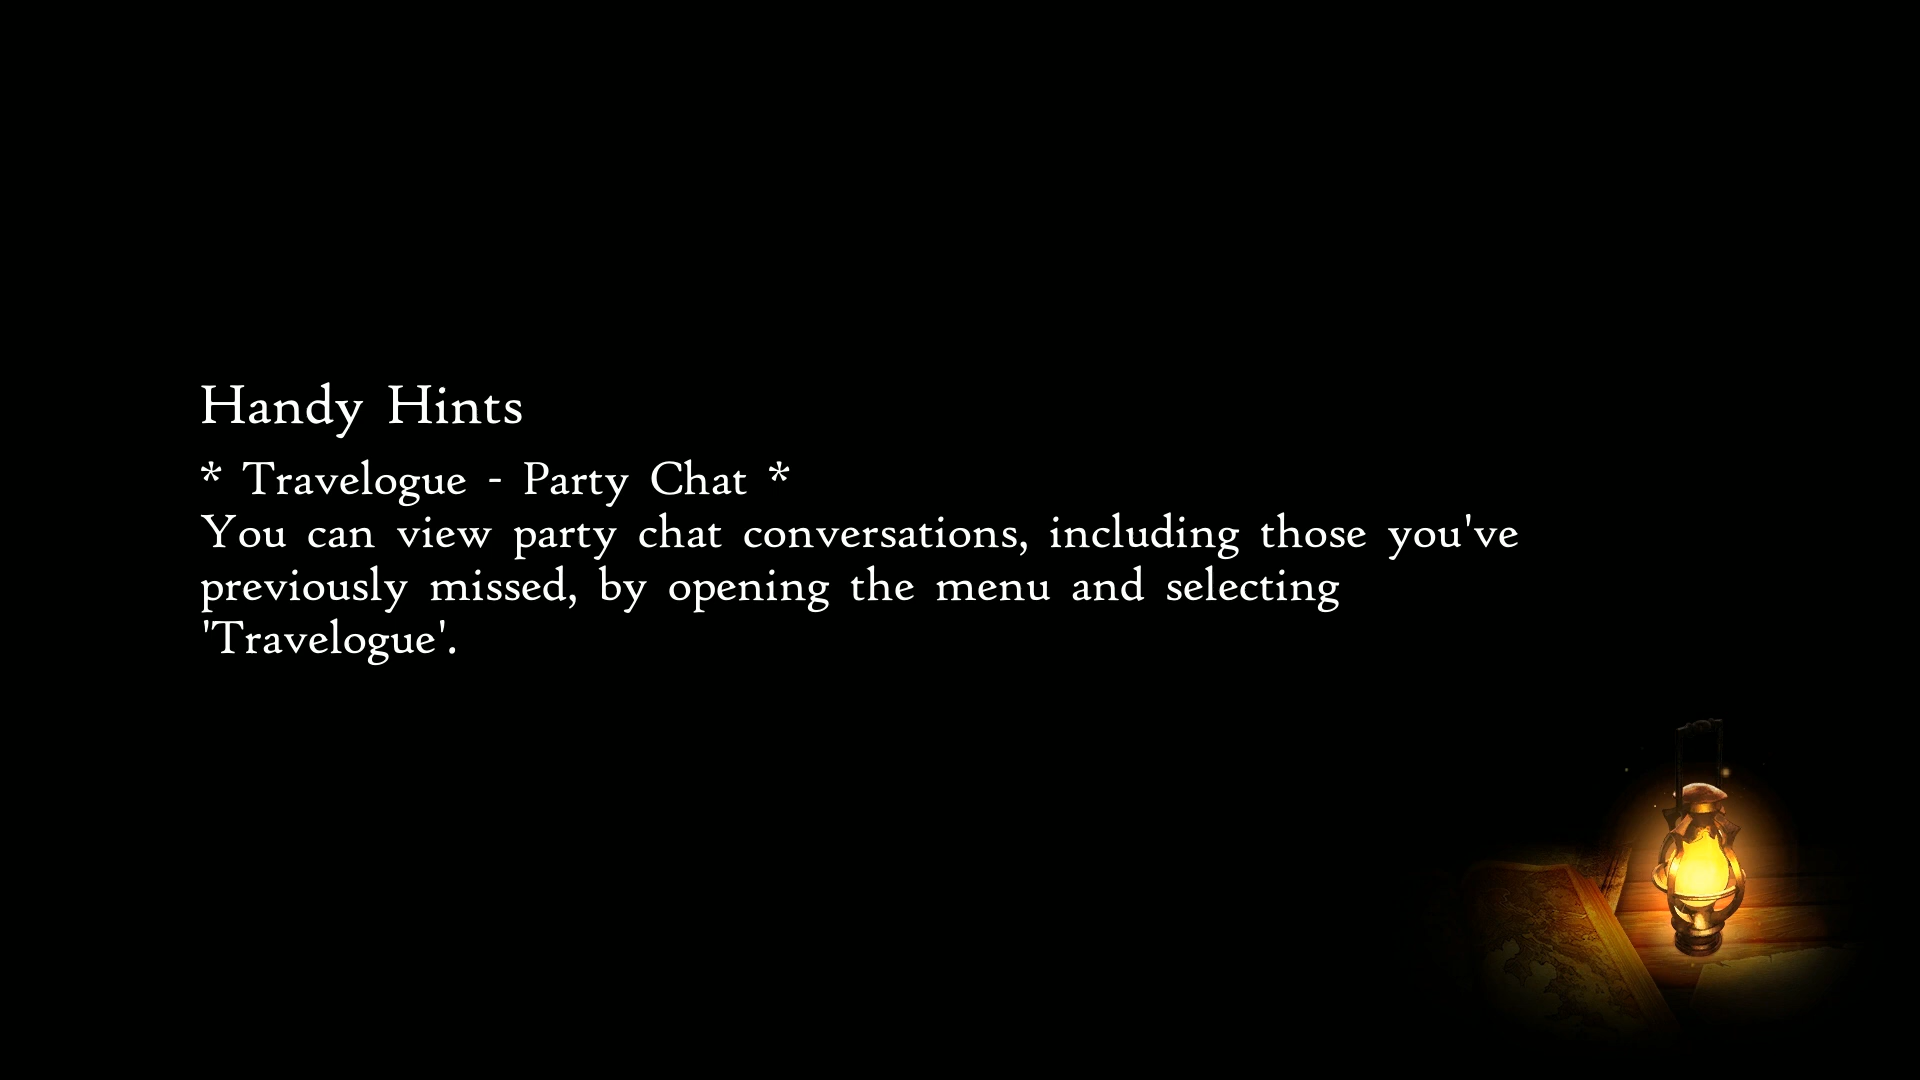 Handy Hints
* Travelogue - Party Chat *
You can view party chat conversations, including those you've
previously missed, by opening the menu and selecting
'Travelogue'.